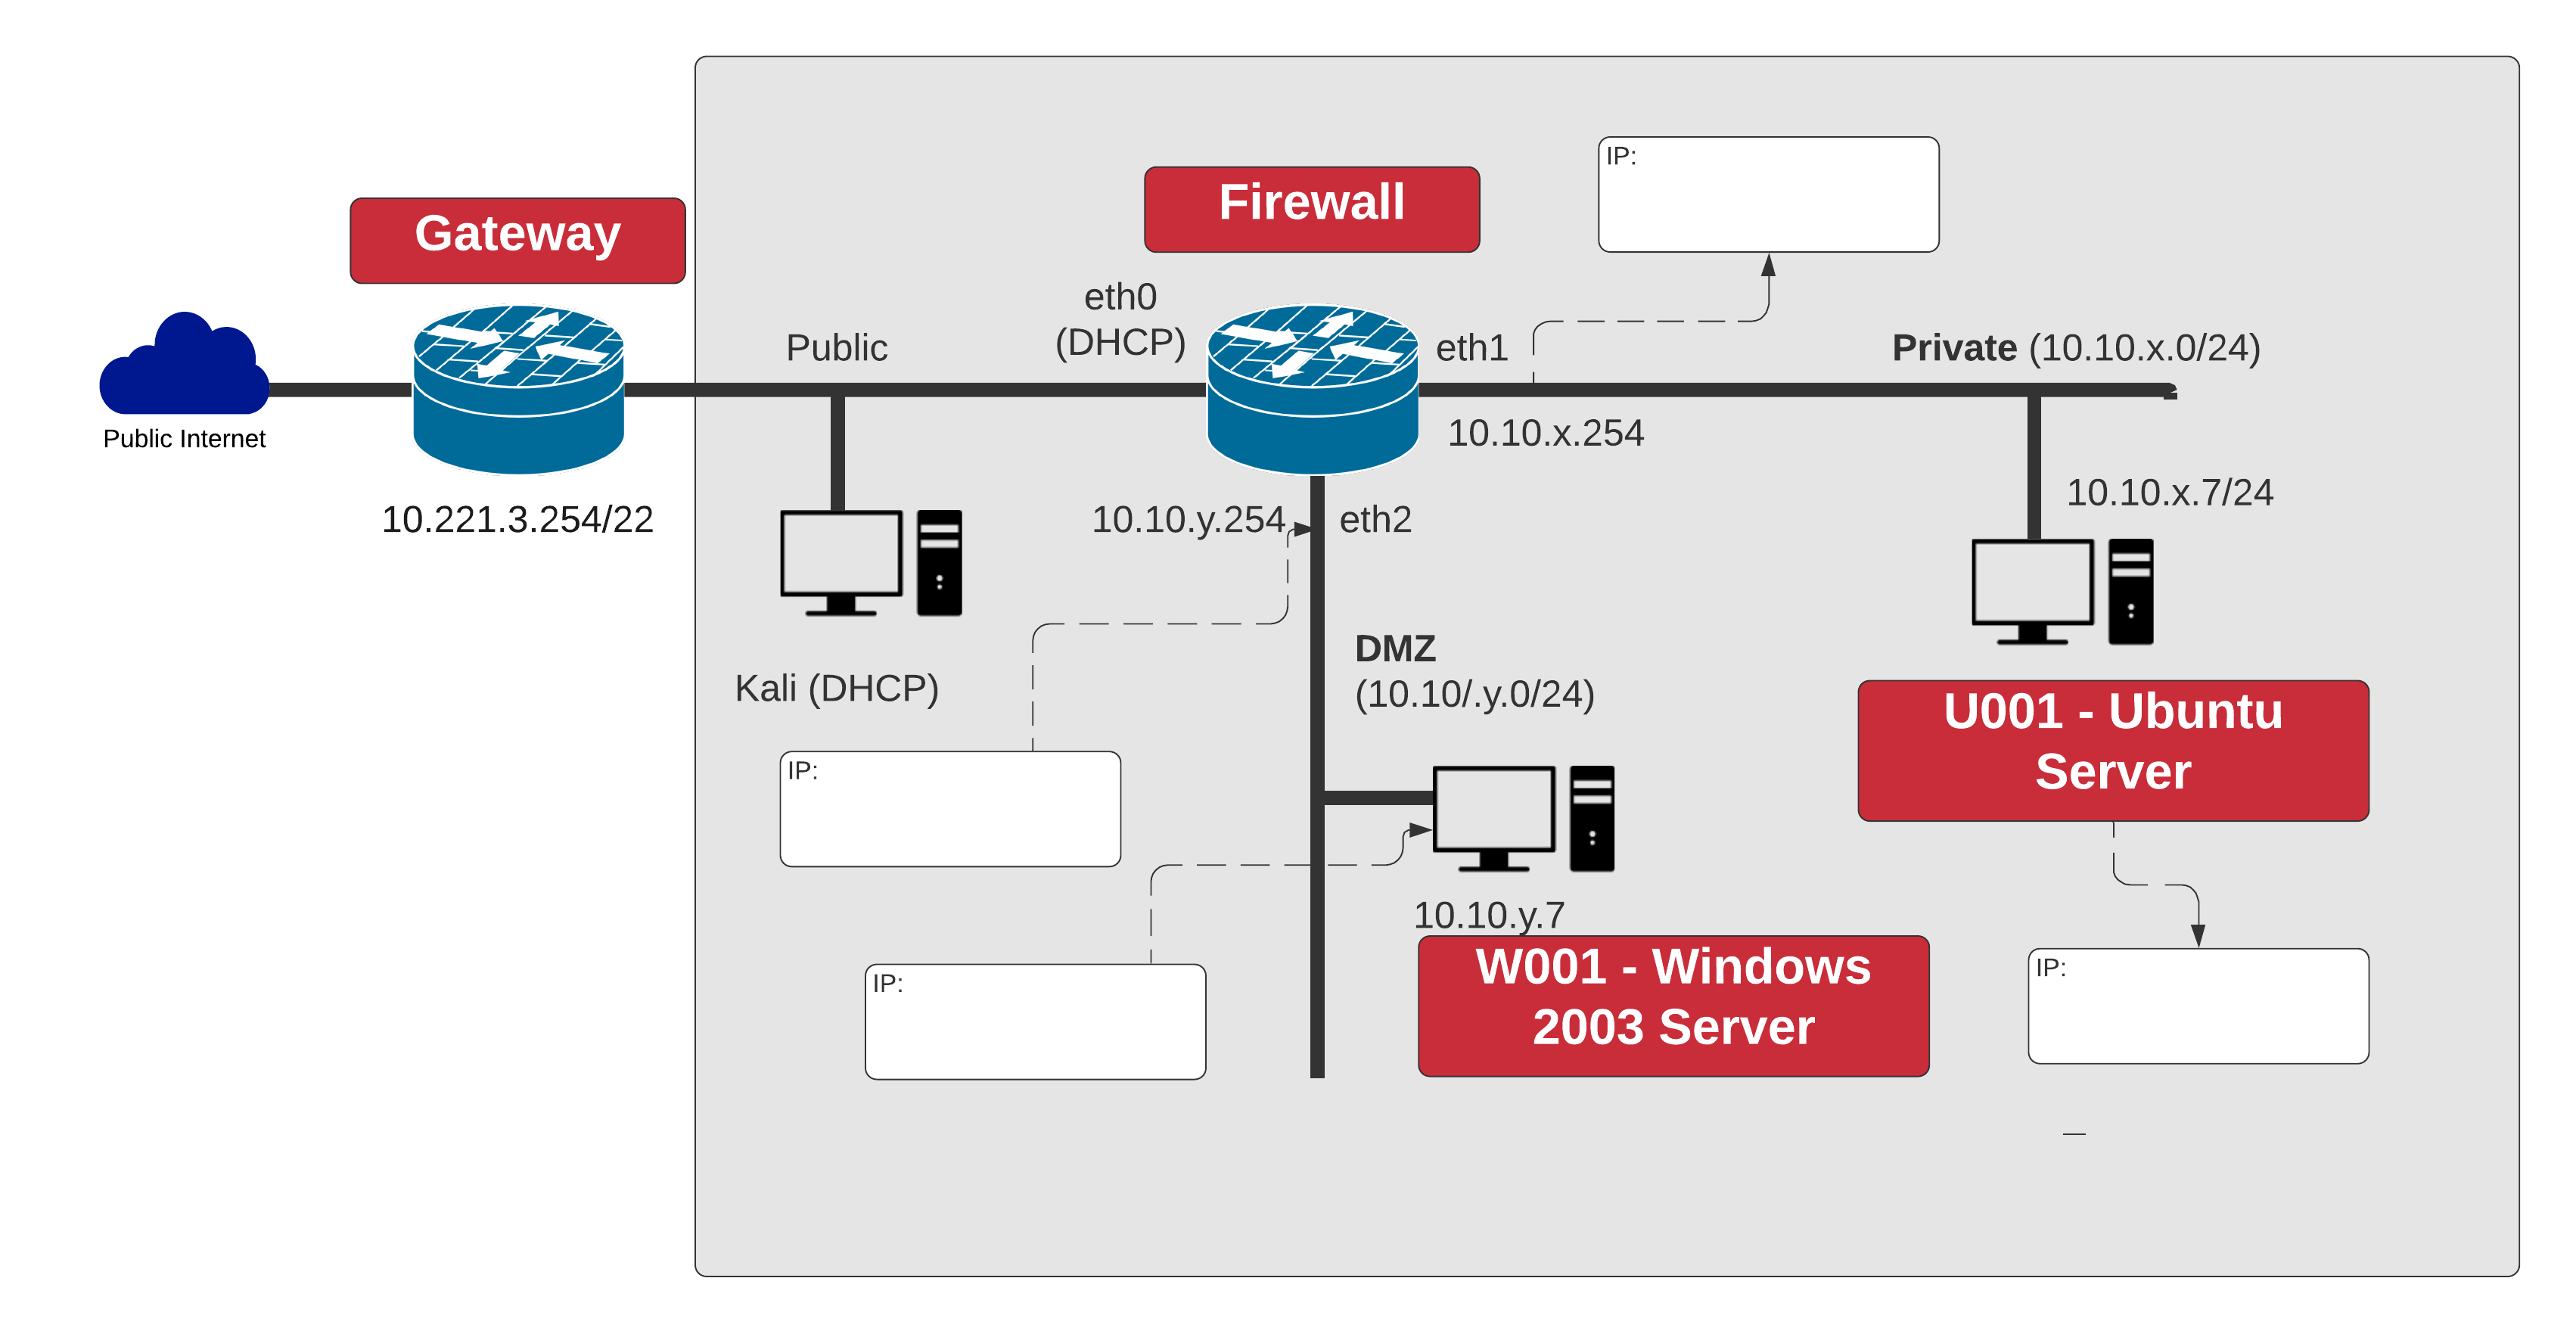 Gateway
Firewall
IP:
eth0
(DHCP)
Public
eth1
Private (10.10.x.0/24)
Public Internet
10.10.x.254
10.221.3.254/22
10.10.y.254
eth2
10.10.x.7/24
Kali (DHCP)
DMZ
(10.10/.y.0/24)
U001 - Ubuntu
Server
IP:
10.10.y.7
W001 - Windows
2003 Server
IP:
IP: